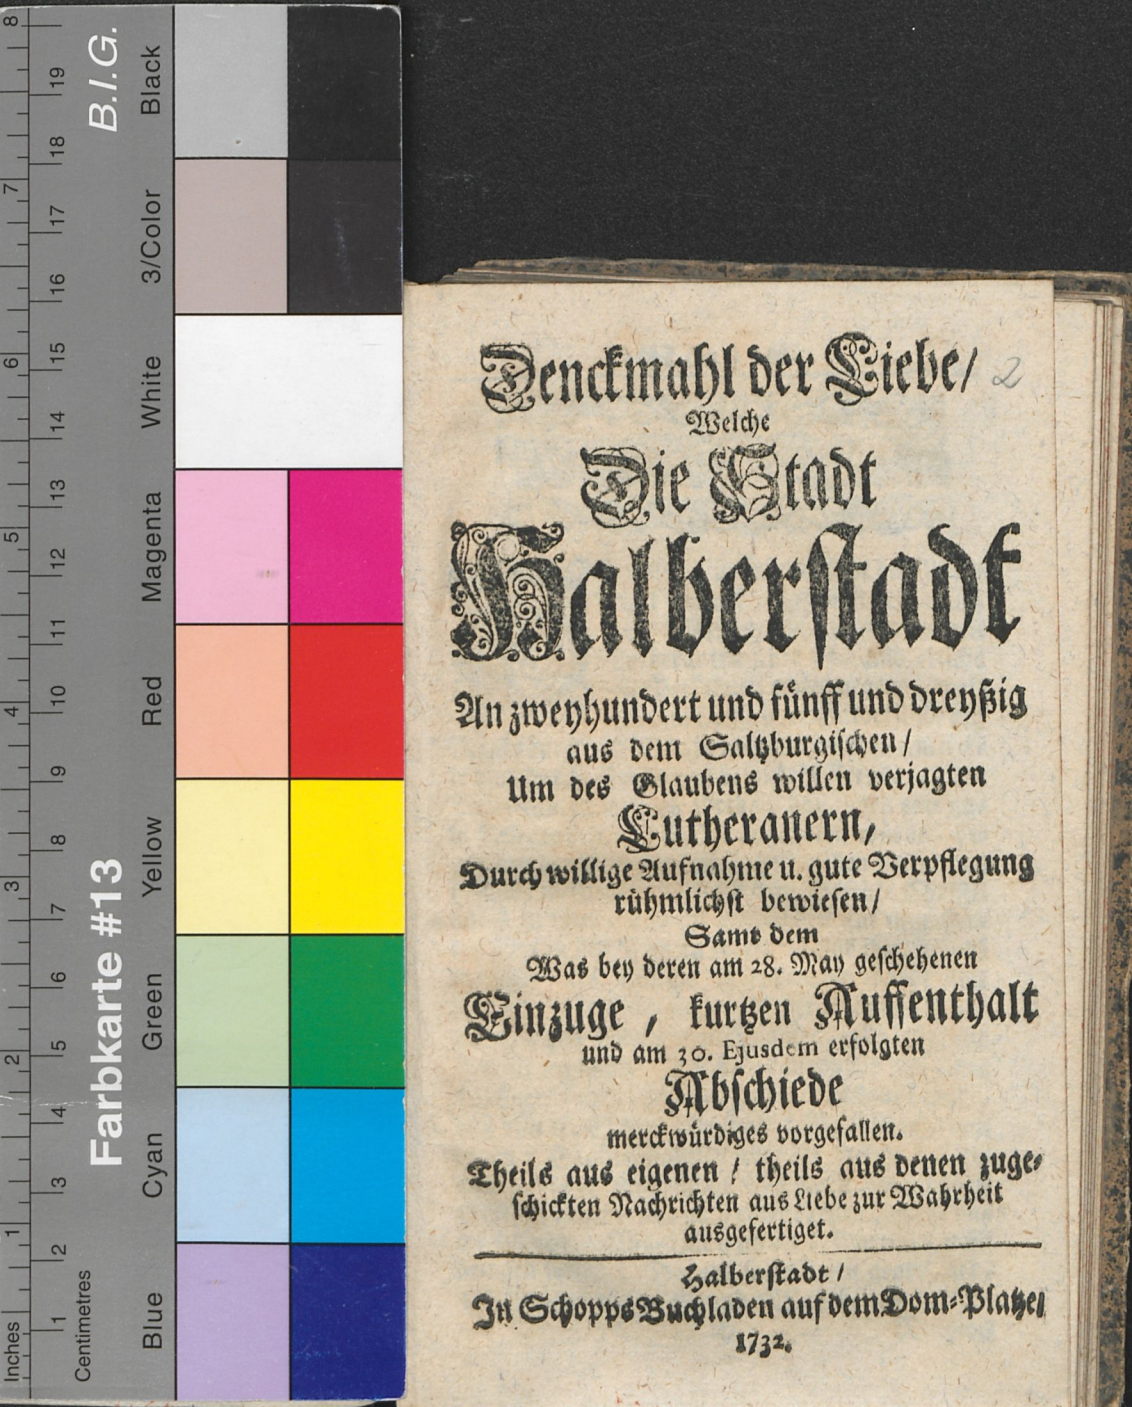 Denckmahl der Liebe/ 2
Welche
Die Stadt
Halberstadt
An zweyhundert und fünff und dreyßig
aus dem Saltzburgischen/
Um des Glaubens willen verjagten
Lutheranern,
Durch willige Aufnahme u. gute Verpflegung
rühmlichst bewiesen/
Samt dem
Was bey deren am 28. May geschehenen
Einzuge, kurtzen Auffenthalt
und am 30. Ejusdem erfolgten
Abschiede
merckwürdiges vorgefallen.
Theils aus eigenen / theils aus denen zuge-
schickten Nachrichten aus Liebe zur Wahrheit
ausgefertiget.
Halberstadt/
In Schopps Buchladen auf dem Dom-Platze/
1732.
Farbkarte #13
B.I.G.
Inches 1 2 3 4 5 6 7 8
Centimetres 1 2 3 4 5 6 7 8 9 10 11 12 13 14 15 16 17 18 19
Blue
Cyan
Green
Yellow
Red
Magenta
White
3/Color
Black